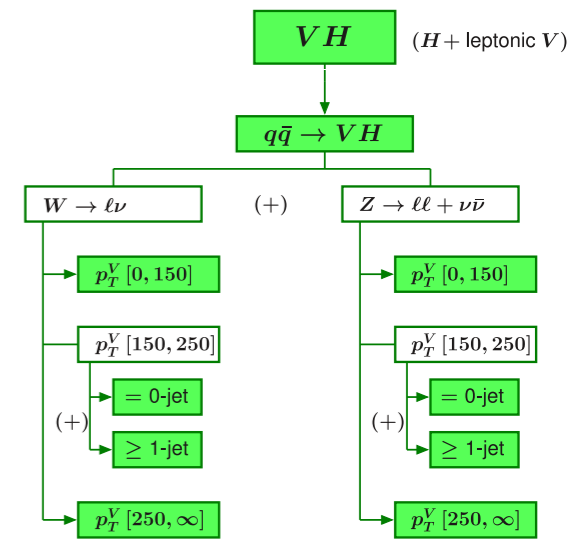 VH (H + leptonic V)
qq̄ → VH
W → ℓν (+) Z → ℓℓ + νν̄
p_T^V [0, 150] p_T^V [0, 150]
p_T^V [150, 250] p_T^V [150, 250]
= 0-jet = 0-jet
(+) (+)
≥ 1-jet ≥ 1-jet
p_T^V [250, ∞] p_T^V [250, ∞]